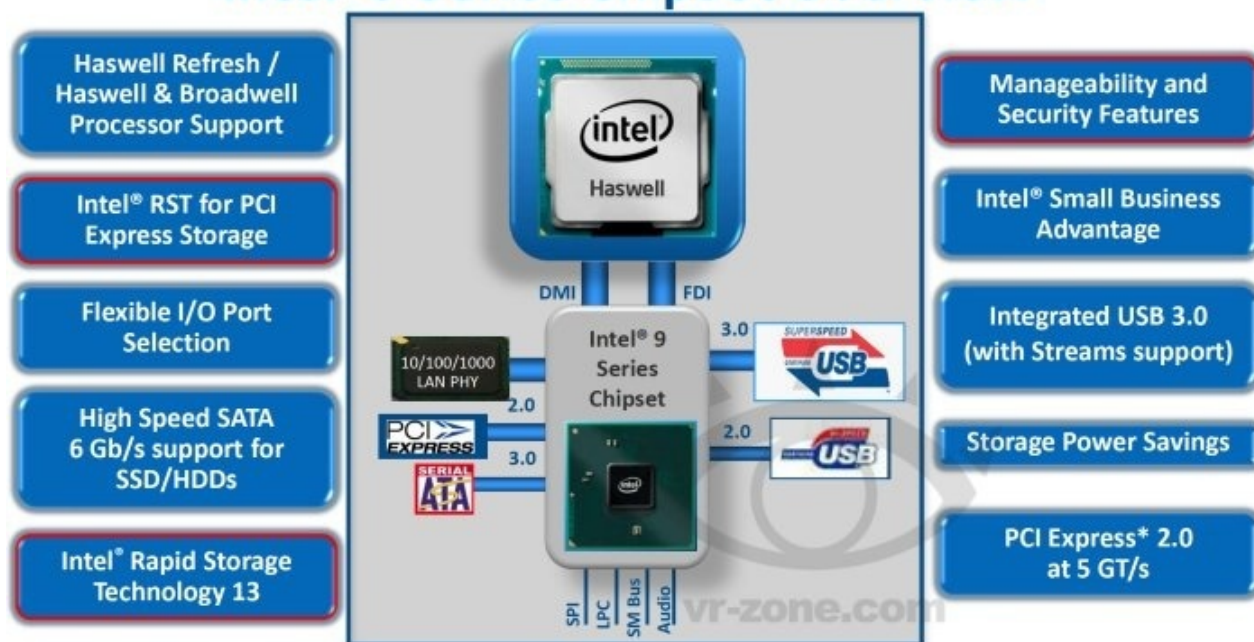 Haswell Refresh /
Haswell & Broadwell
Processor Support
Intel® RST for PCI
Express Storage
Flexible I/O Port
Selection
High Speed SATA
6 Gb/s support for
SSD/HDDs
Intel® Rapid Storage
Technology 13
intel
Haswell
DMI
FDI
Intel® 9
Series
Chipset
10/100/1000
LAN PHY
2.0
PCI
EXPRESS
3.0
SERIAL
ATA
3.0
SUPERSPEED
USB
2.0
USB
intel
SPI
LPC
SM Bus
Audio
Manageability and
Security Features
Intel® Small Business
Advantage
Integrated USB 3.0
(with Streams support)
Storage Power Savings
PCI Express* 2.0
at 5 GT/s
vr-zone.com